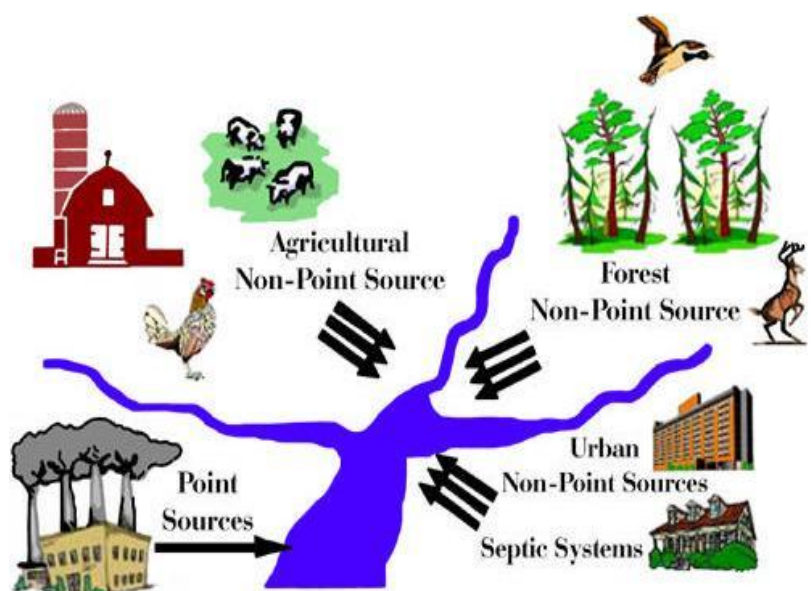 Agricultural
Non-Point Source
Forest
Non-Point Source
Point
Sources
Urban
Non-Point Sources
Septic Systems